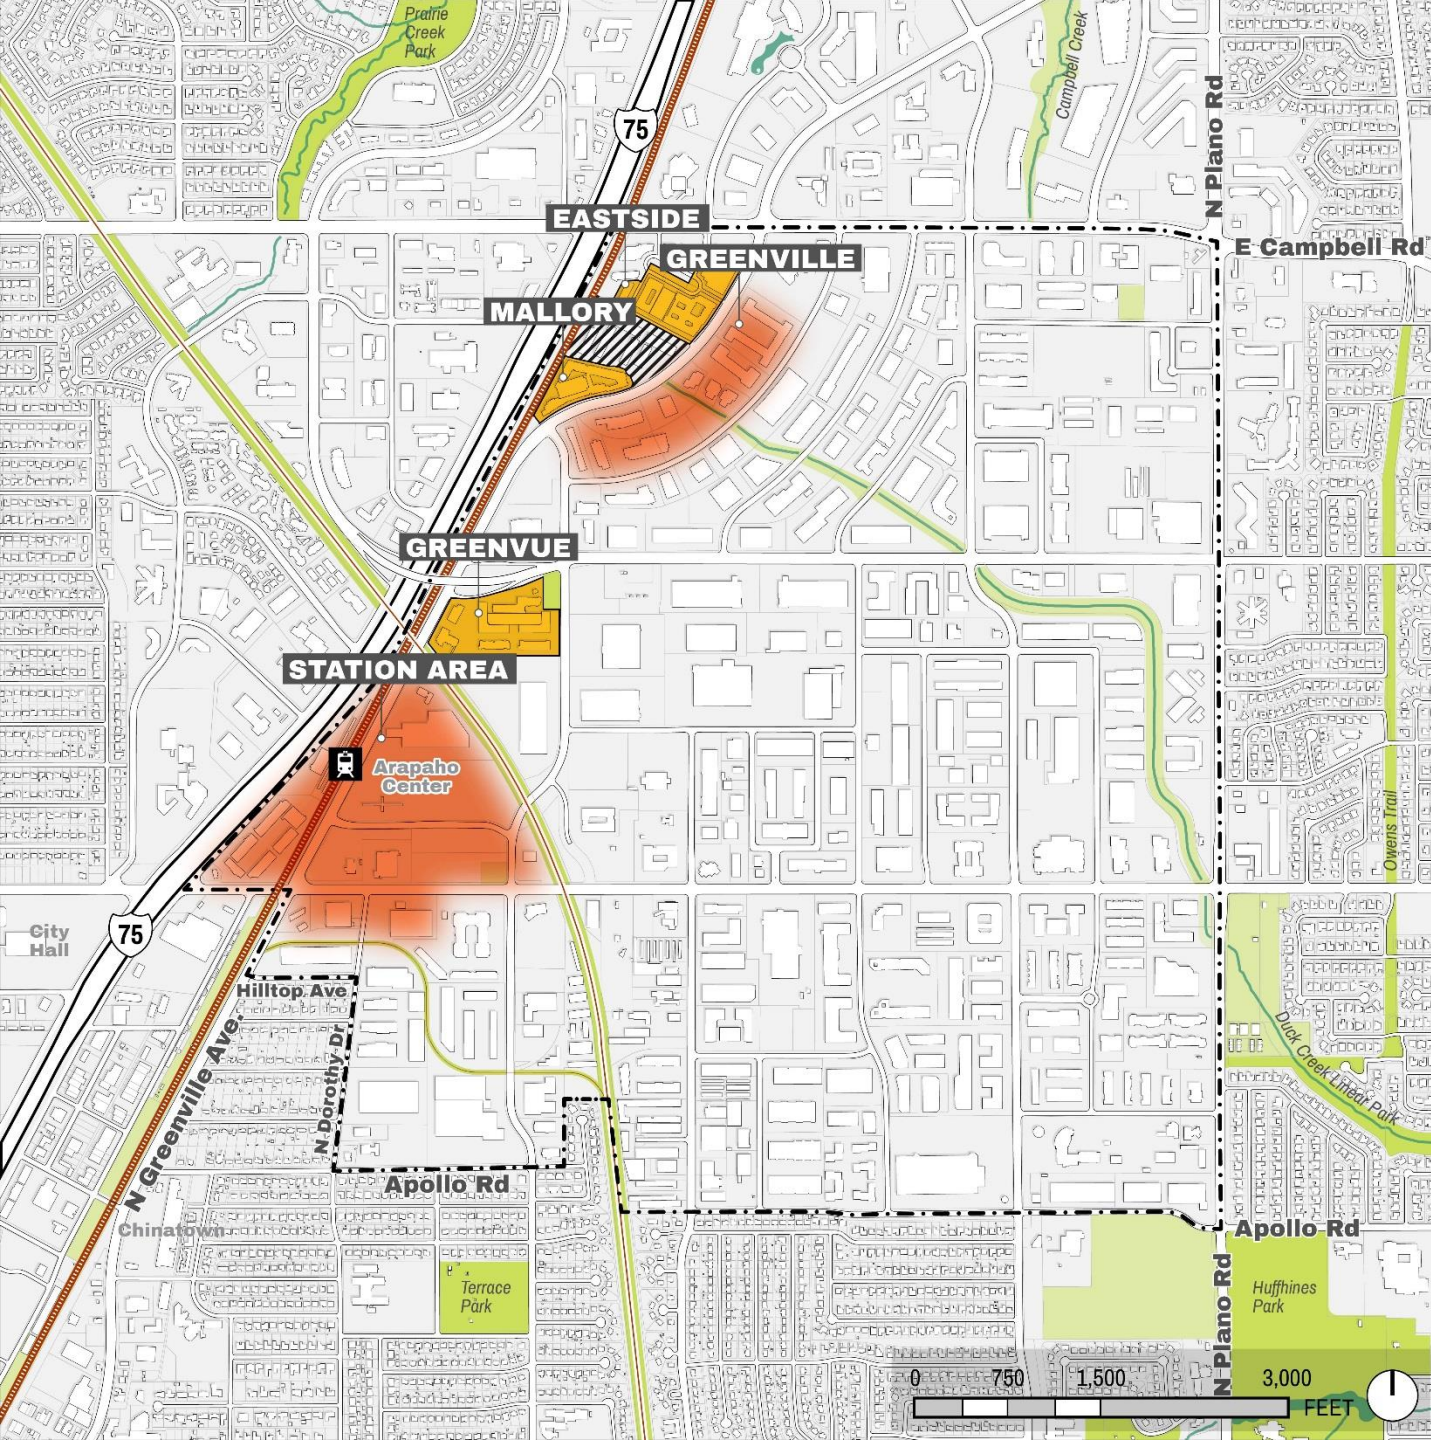 Prairie
Creek
Park
Campbell Creek
75
N Plano Rd
EASTSIDE
E Campbell Rd
GREENVILLE
MALLORY
GREENVUE
STATION AREA
Arapaho
Center
Owens Trail
75
City
Hall
Hilltop Ave
N Greenville Ave.
N Dorothy Dr
Duck Creek Linear Park
Apollo Rd
Chinatown
Apollo Rd
Terrace
Park
N Plano Rd
Huffhines
Park
0 750 1,500 3,000
FEET